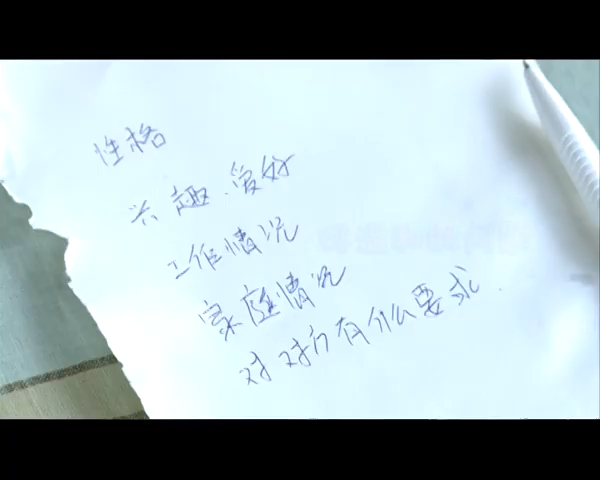 性格
兴趣.爱好
工作情况
家庭情况
对对方有什么要求.